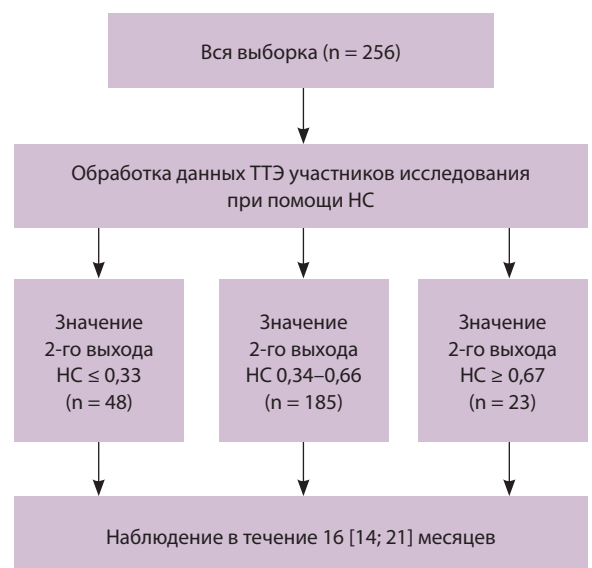 Вся выборка (n = 256)
Обработка данных ТТЭ участников исследования
при помощи НС
Значение
2-го выхода
НС ≤ 0,33
(n = 48)
Значение
2-го выхода
НС 0,34–0,66
(n = 185)
Значение
2-го выхода
НС ≥ 0,67
(n = 23)
Наблюдение в течение 16 [14; 21] месяцев